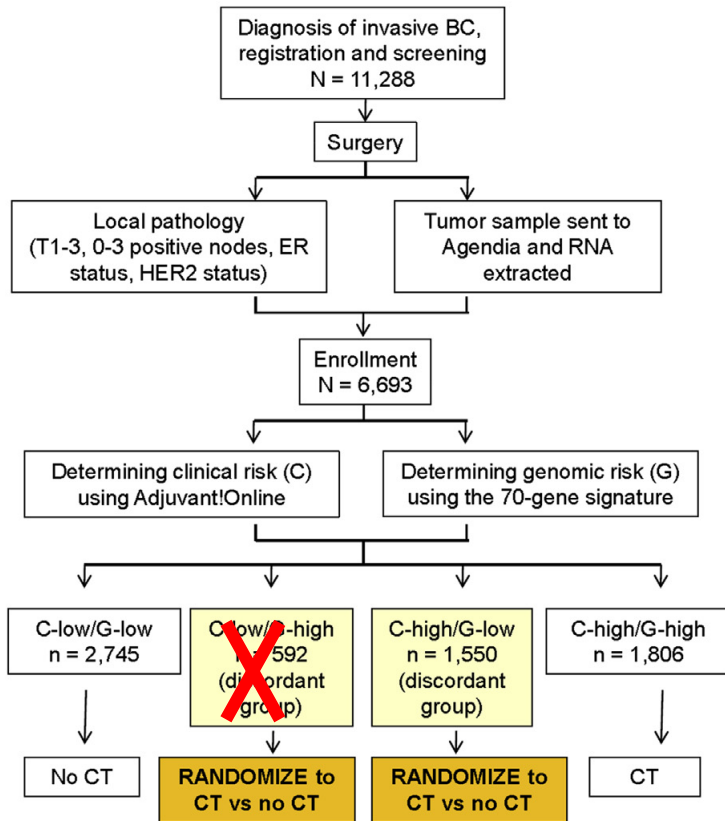 Diagnosis of invasive BC,
registration and screening
N = 11,288
Surgery
Local pathology
(T1-3, 0-3 positive nodes, ER
status, HER2 status)
Tumor sample sent to
Agendia and RNA
extracted
Enrollment
N = 6,693
Determining clinical risk (C)
using Adjuvant!Online
Determining genomic risk (G)
using the 70-gene signature
C-low/G-low
n = 2,745
C-low/G-high
n = 592
(discordant
group)
C-high/G-low
n = 1,550
(discordant
group)
C-high/G-high
n = 1,806
No CT
RANDOMIZE to
CT vs no CT
RANDOMIZE to
CT vs no CT
CT